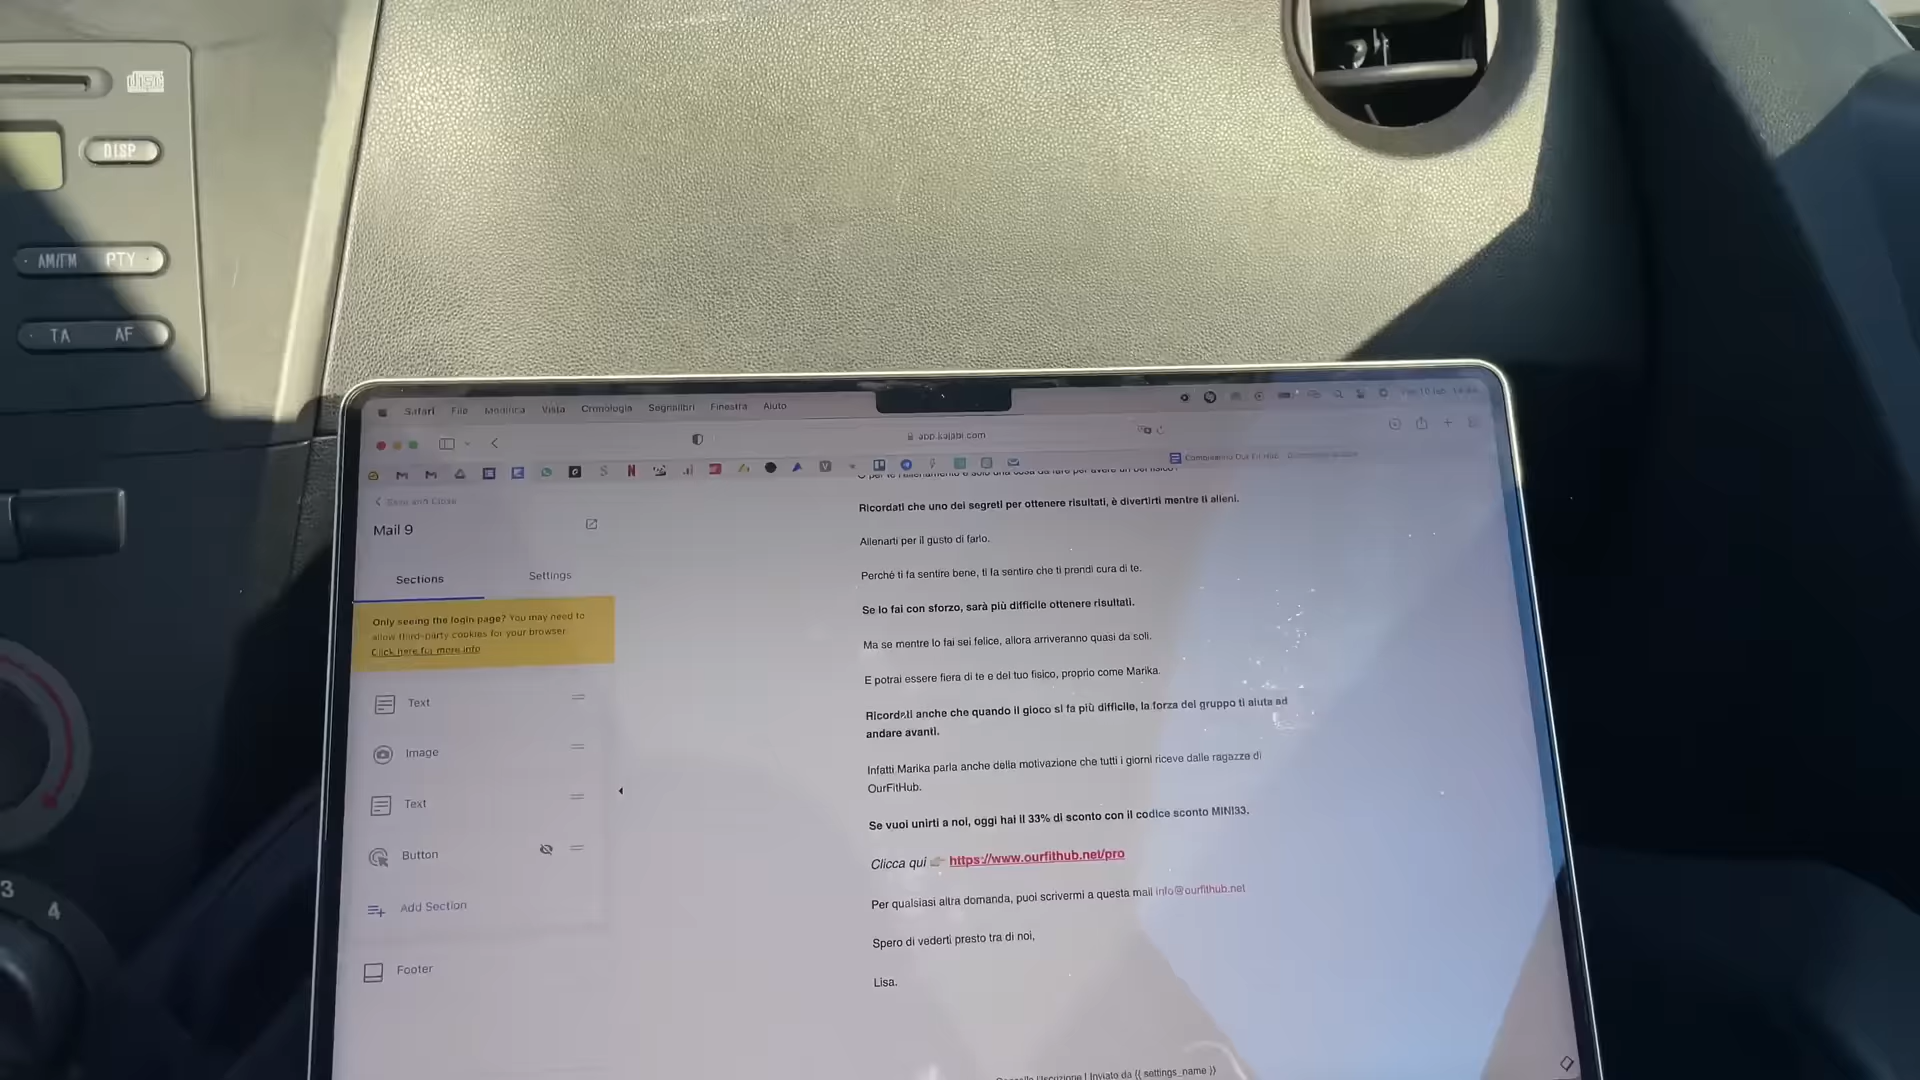 DISP
AM/FM PTY
TA AF
3
4
Safari File Modifica Vista Cronologia Segnalibri Finestra Aiuto
app.kajabi.com
Save and Close
Mail 9
Sections Settings
Only seeing the login page? You may need to
allow third-party cookies for your browser.
Click here for more info
Text
Image
Text
Button
Add Section
Footer
Ricordati che uno dei segreti per ottenere risultati, è divertirti mentre ti alleni.
Allenarti per il gusto di farlo.
Perché ti fa sentire bene, ti fa sentire che ti prendi cura di te.
Se lo fai con sforzo, sarà più difficile ottenere risultati.
Ma se mentre lo fai sei felice, allora arriveranno quasi da soli.
E potrai essere fiera di te e del tuo fisico, proprio come Marika.
Ricordati anche che quando il gioco si fa più difficile, la forza del gruppo ti aiuta ad
andare avanti.
Infatti Marika parla anche della motivazione che tutti i giorni riceve dalle ragazze di
OurFitHub.
Se vuoi unirti a noi, oggi hai il 33% di sconto con il codice sconto MINI33.
Clicca qui 👉 https://www.ourfithub.net/pro
Per qualsiasi altra domanda, puoi scrivermi a questa mail info@ourfithub.net
Spero di vederti presto tra di noi,
Lisa.
Inviato da {{ settings_name }}